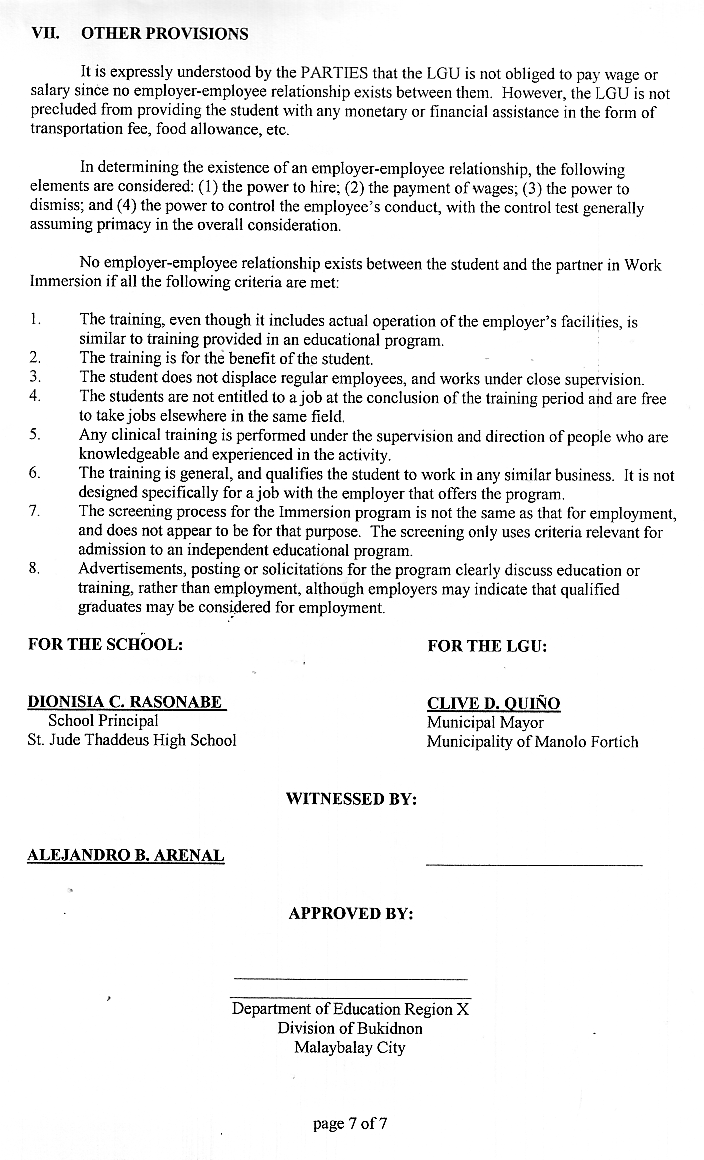 VII. OTHER PROVISIONS
It is expressly understood by the PARTIES that the LGU is not obliged to pay wage or
salary since no employer-employee relationship exists between them. However, the LGU is not
precluded from providing the student with any monetary or financial assistance in the form of
transportation fee, food allowance, etc.
In determining the existence of an employer-employee relationship, the following
elements are considered: (1) the power to hire; (2) the payment of wages; (3) the power to
dismiss; and (4) the power to control the employee's conduct, with the control test generally
assuming primacy in the overall consideration.
No employer-employee relationship exists between the student and the partner in Work
Immersion if all the following criteria are met:
1. The training, even though it includes actual operation of the employer's facilities, is
similar to training provided in an educational program.
2. The training is for the benefit of the student.
3. The student does not displace regular employees, and works under close supervision.
4. The students are not entitled to a job at the conclusion of the training period and are free
to take jobs elsewhere in the same field.
5. Any clinical training is performed under the supervision and direction of people who are
knowledgeable and experienced in the activity.
6. The training is general, and qualifies the student to work in any similar business. It is not
designed specifically for a job with the employer that offers the program.
7. The screening process for the Immersion program is not the same as that for employment,
and does not appear to be for that purpose. The screening only uses criteria relevant for
admission to an independent educational program.
8. Advertisements, posting or solicitations for the program clearly discuss education or
training, rather than employment, although employers may indicate that qualified
graduates may be considered for employment.
FOR THE SCHOOL:
DIONISIA C. RASONABE
School Principal
St. Jude Thaddeus High School
FOR THE LGU:
CLIVE D. QUIÑO
Municipal Mayor
Municipality of Manolo Fortich
WITNESSED BY:
ALEJANDRO B. ARENAL
APPROVED BY:
Department of Education Region X
Division of Bukidnon
Malaybalay City
page 7 of 7